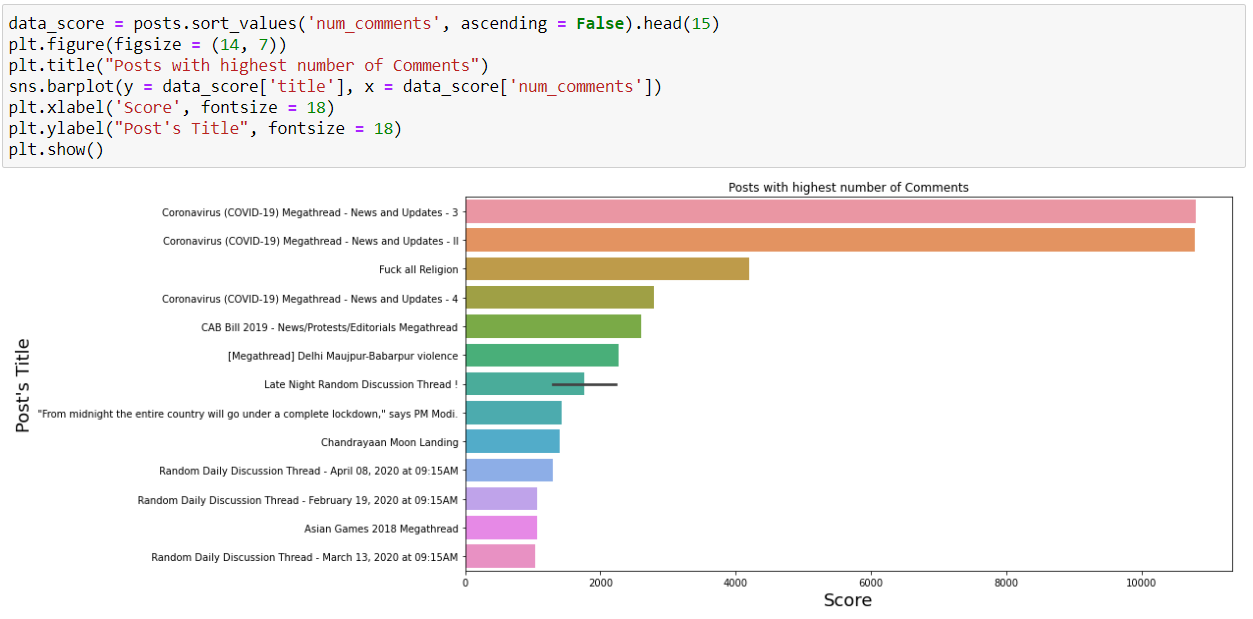 data_score = posts.sort_values('num_comments', ascending = False).head(15)
plt.figure(figsize = (14, 7))
plt.title("Posts with highest number of Comments")
sns.barplot(y = data_score['title'], x = data_score['num_comments'])
plt.xlabel('Score', fontsize = 18)
plt.ylabel("Post's Title", fontsize = 18)
plt.show()
Posts with highest number of Comments
Coronavirus (COVID-19) Megathread - News and Updates - 3
Coronavirus (COVID-19) Megathread - News and Updates - II
Fuck all Religion
Coronavirus (COVID-19) Megathread - News and Updates - 4
CAB Bill 2019 - News/Protests/Editorials Megathread
[Megathread] Delhi Maujpur-Babarpur violence
Late Night Random Discussion Thread !
"From midnight the entire country will go under a complete lockdown," says PM Modi.
Chandrayaan Moon Landing
Random Daily Discussion Thread - April 08, 2020 at 09:15AM
Random Daily Discussion Thread - February 19, 2020 at 09:15AM
Asian Games 2018 Megathread
Random Daily Discussion Thread - March 13, 2020 at 09:15AM
Post's Title
0 2000 4000 6000 8000 10000
Score